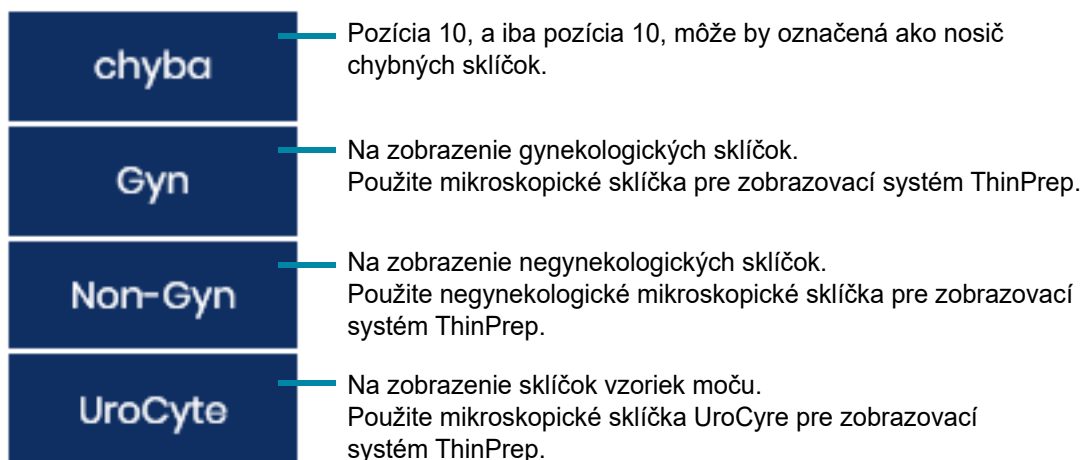 chyba
Pozícia 10, a iba pozícia 10, môže by označená ako nosič
chybných sklíčok.
Gyn
Na zobrazenie gynekologických sklíčok.
Použite mikroskopické sklíčka pre zobrazovací systém ThinPrep.
Non-Gyn
Na zobrazenie negynekologických sklíčok.
Použite negynekologické mikroskopické sklíčka pre zobrazovací
systém ThinPrep.
UroCyte
Na zobrazenie sklíčok vzoriek moču.
Použite mikroskopické sklíčka UroCyre pre zobrazovací
systém ThinPrep.